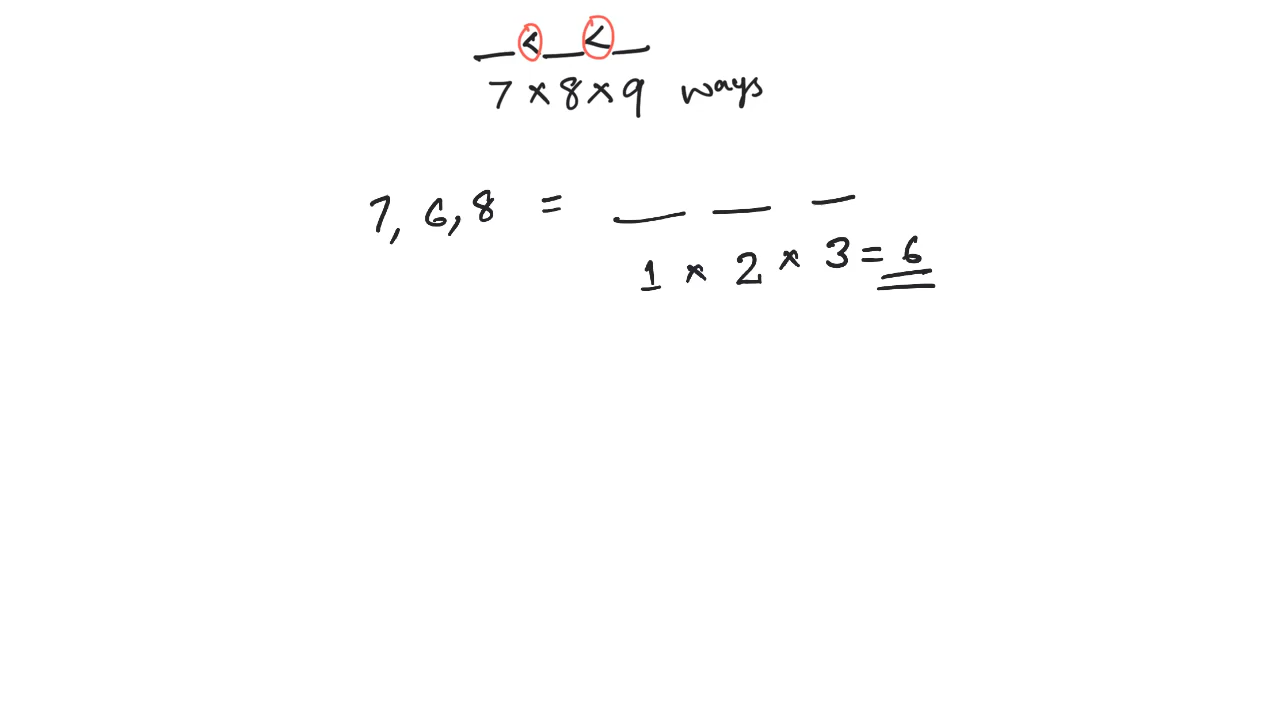 _ < _ < _
7 × 8 × 9 ways
7, 6, 8 = _ _ _
1 × 2 × 3 = 6